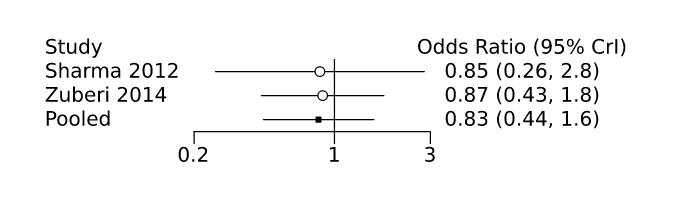 Study Odds Ratio (95% CrI)
Sharma 2012 0.85 (0.26, 2.8)
Zuberi 2014 0.87 (0.43, 1.8)
Pooled 0.83 (0.44, 1.6)
0.2 1 3